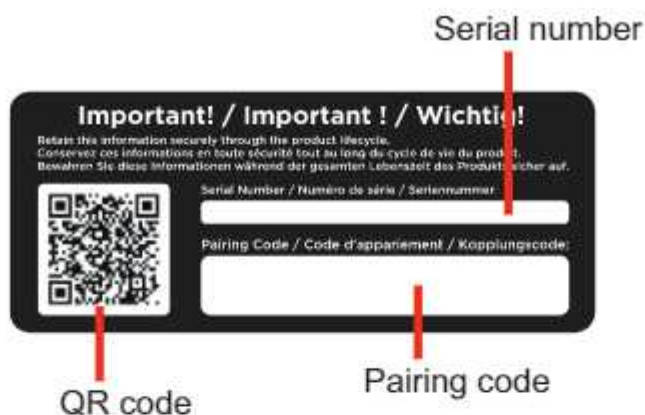 Serial number
Important! / Important ! / Wichtig!
Retain this information securely through the product lifecycle.
Conservez ces informations en toute sécurité tout au long du cycle de vie du produit.
Bewahren Sie diese Informationen während der gesamten Lebenszeit des Produkts sicher auf.
Serial Number / Numéro de série / Seriennummer
Pairing Code / Code d'appariement / Kopplungscode:
Pairing code
QR code